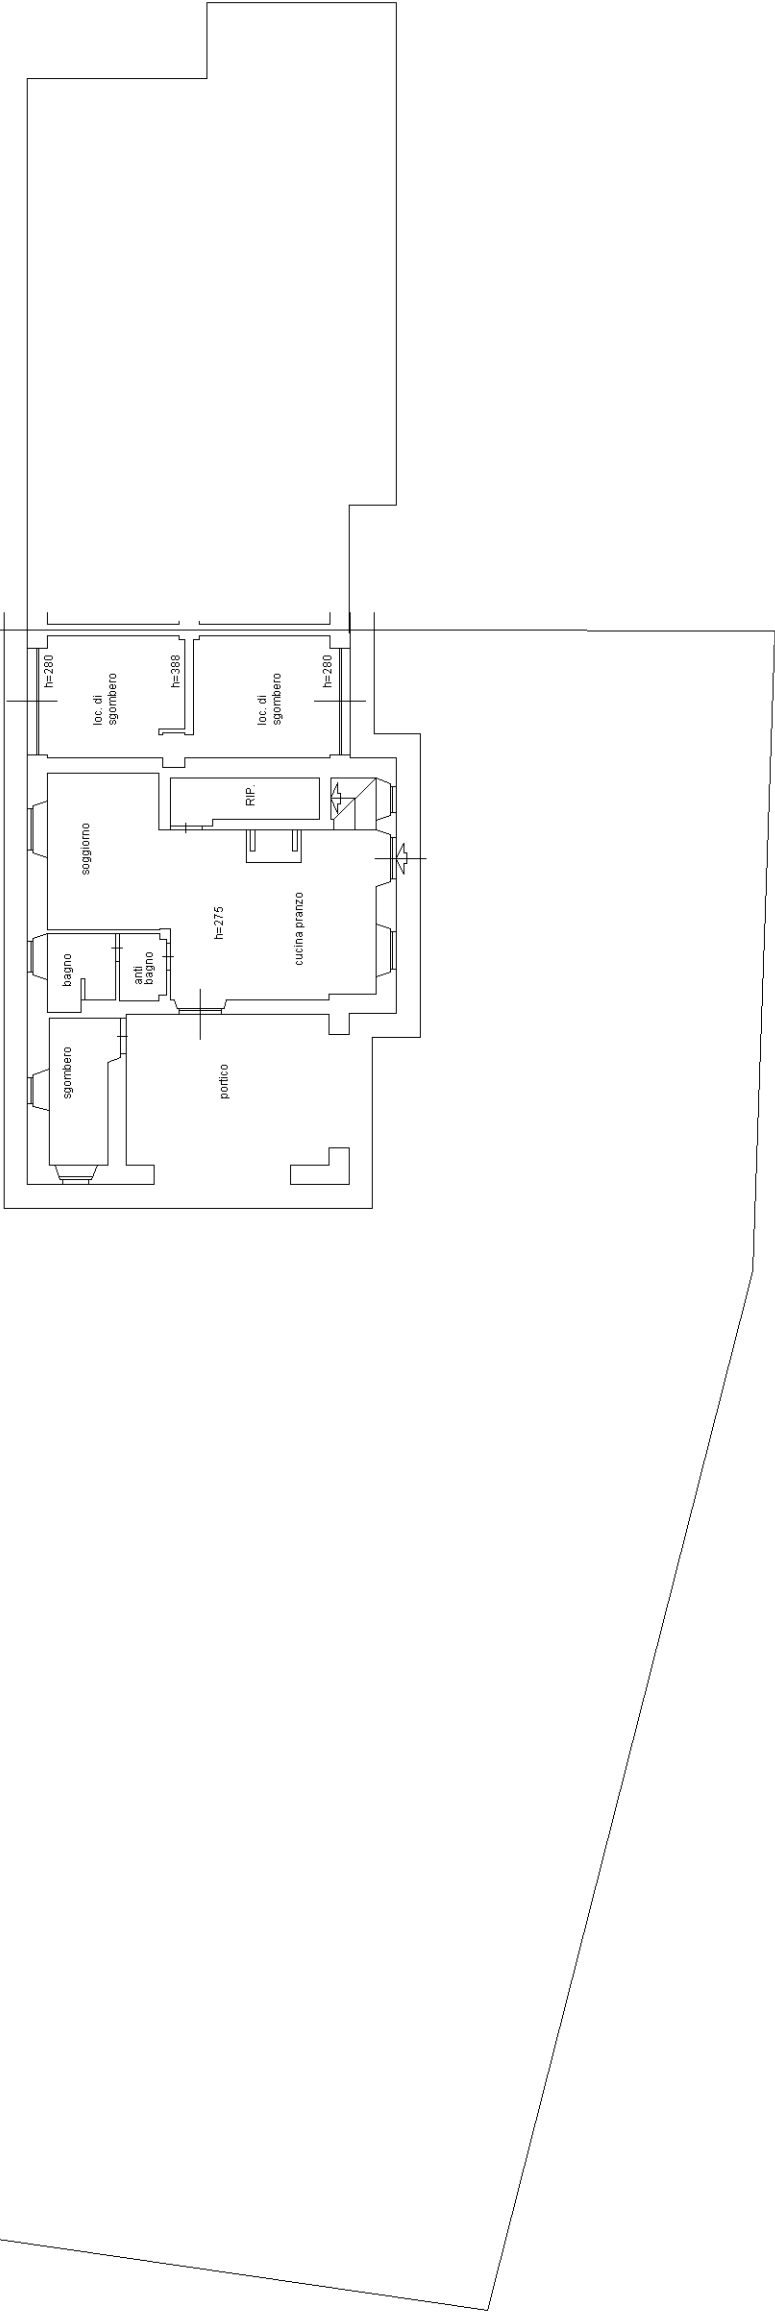 h=280
loc. di
sgombero
h=388
loc. di
sgombero
h=280
soggiorno
RIP.
h=275
cucina pranzo
bagno
anti
bagno
sgombero
portico